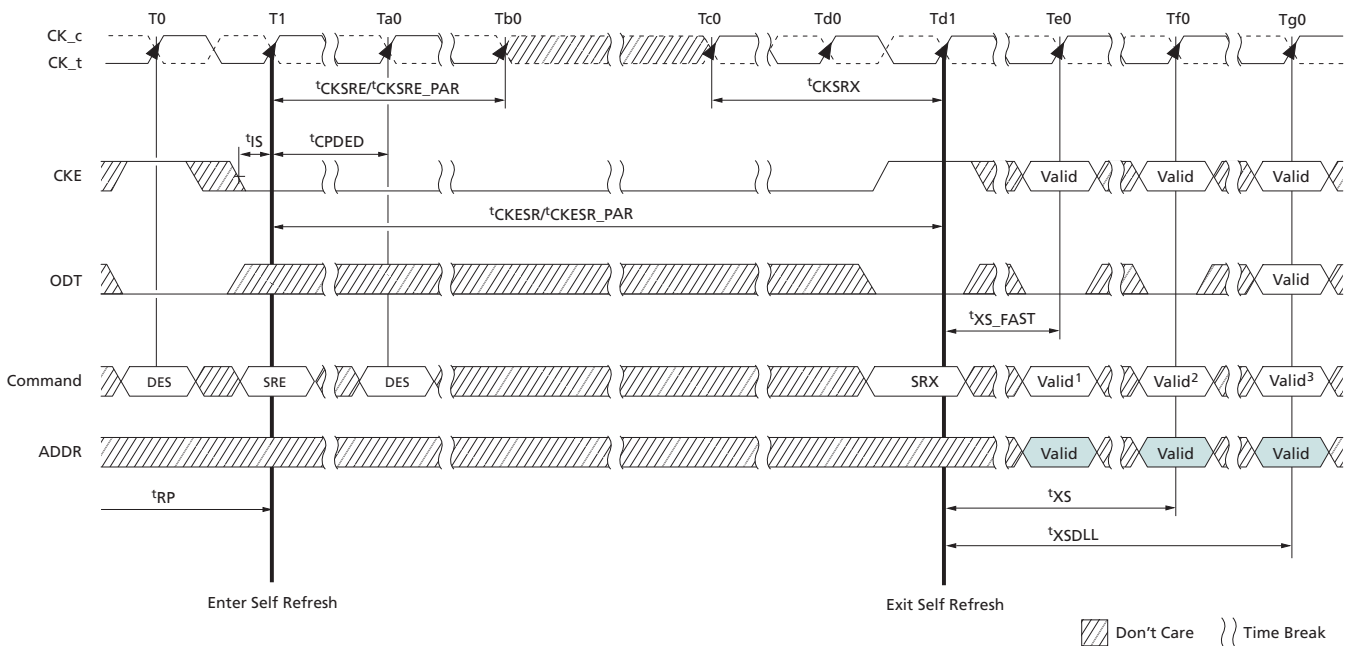 T0 T1 Ta0 Tb0 Tc0 Td0 Td1 Te0 Tf0 Tg0
CK_c
CK_t
tCKSRE/tCKSRE_PAR tCKSRX
tIS tCPDED
CKE Valid Valid Valid
tCKESR/tCKESR_PAR
ODT Valid
tXS_FAST
Command DES SRE DES SRX Valid1 Valid2 Valid3
ADDR Valid Valid Valid
tRP tXS
tXSDLL
Enter Self Refresh Exit Self Refresh
Don't Care Time Break